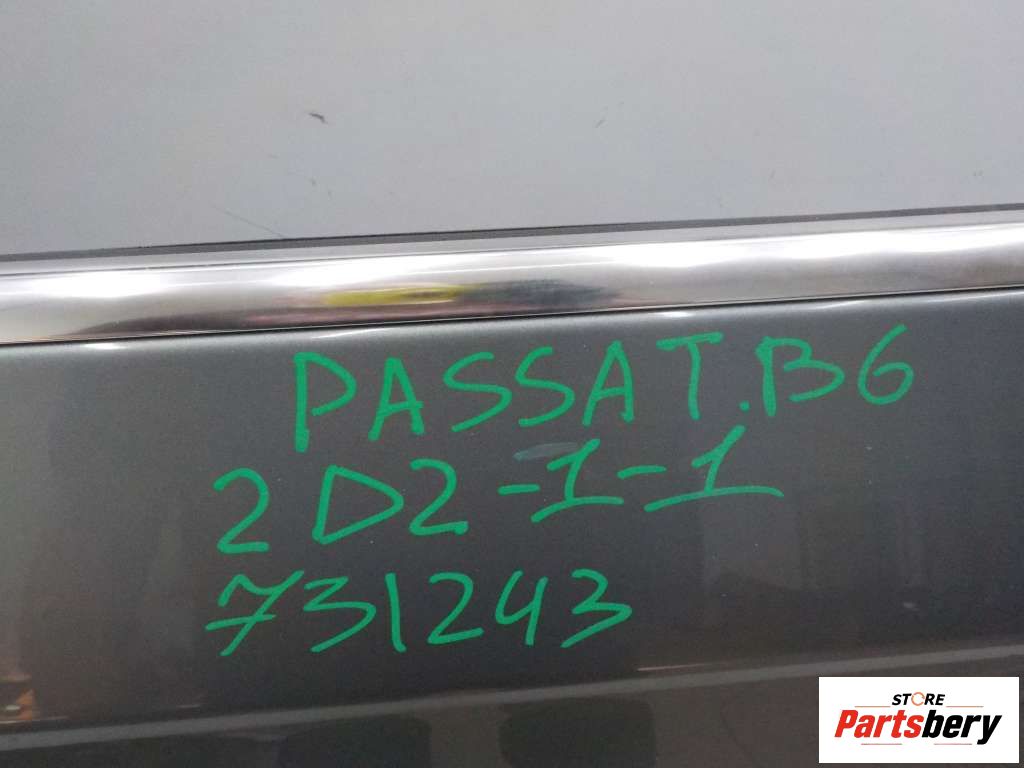 PASSAT.B6
2D2-1-1
731243
STORE
Partsbery